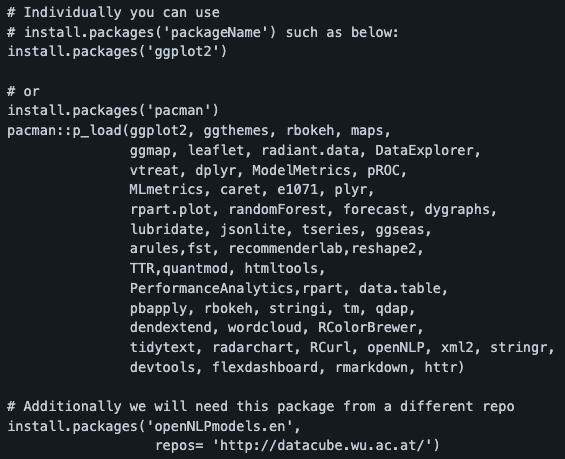 # Individually you can use
# install.packages('packageName') such as below:
install.packages('ggplot2')
# or
install.packages('pacman')
pacman::p_load(ggplot2, ggthemes, rbokeh, maps,
ggmap, leaflet, radiant.data, DataExplorer,
vtreat, dplyr, ModelMetrics, pROC,
MLmetrics, caret, e1071, plyr,
rpart.plot, randomForest, forecast, dygraphs,
lubridate, jsonlite, tseries, ggseas,
arules,fst, recommenderlab,reshape2,
TTR,quantmod, htmltools,
PerformanceAnalytics,rpart, data.table,
pbapply, rbokeh, stringi, tm, qdap,
dendextend, wordcloud, RColorBrewer,
tidytext, radarchart, RCurl, openNLP, xml2, stringr,
devtools, flexdashboard, rmarkdown, httr)
# Additionally we will need this package from a different repo
install.packages('openNLPmodels.en',
repos= 'http://datacube.wu.ac.at/')